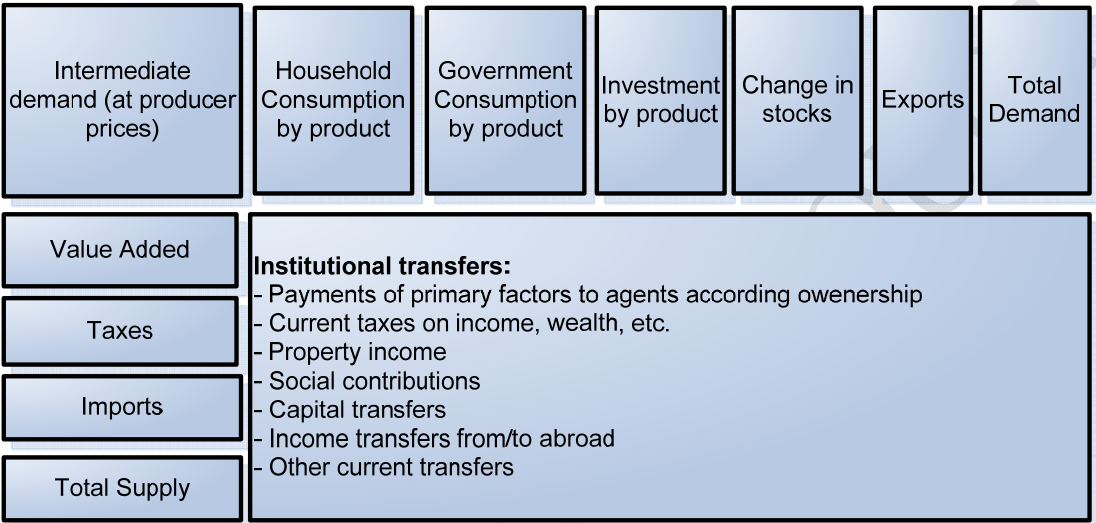 Intermediate
demand (at producer
prices)
Household
Consumption
by product
Government
Consumption
by product
Investment
by product
Change in
stocks
Exports
Total
Demand
Value Added
Taxes
Imports
Total Supply
Institutional transfers:
- Payments of primary factors to agents according owenership
- Current taxes on income, wealth, etc.
- Property income
- Social contributions
- Capital transfers
- Income transfers from/to abroad
- Other current transfers